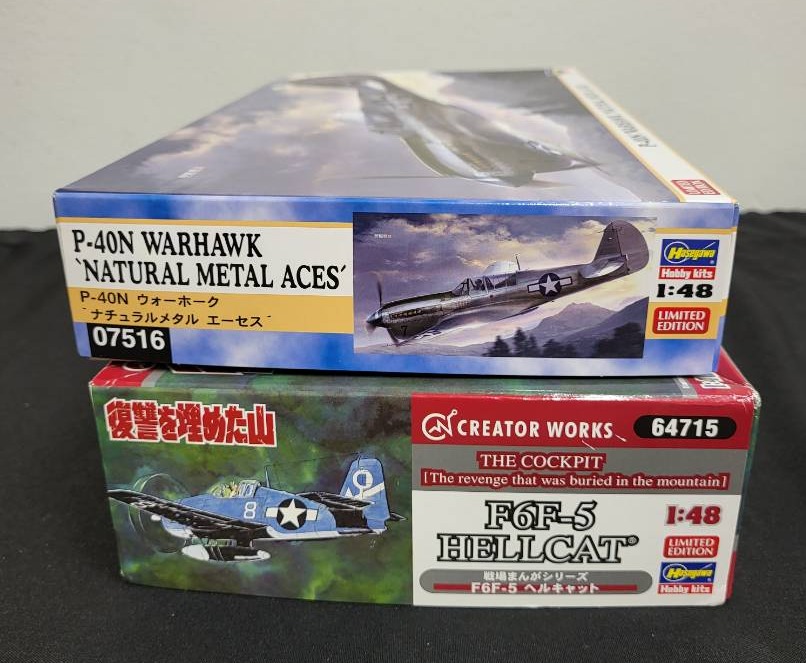 P-40N WARHAWK
`NATURAL METAL ACES´
P-40N ウォーホーク
ナチュラルメタル エーセス
07516
Hasegawa
Hobby kits
1:48
LIMITED
EDITION
LIMITED
EDITION
復讐を埋めた山
CREATOR WORKS
64715
THE COCKPIT
[The revenge that was buried in the mountain]
F6F-5
HELLCAT®
戦場まんがシリーズ
F6F-5 ヘルキャット
8
1:48
LIMITED
EDITION
Hasegawa
Hobby kits
7